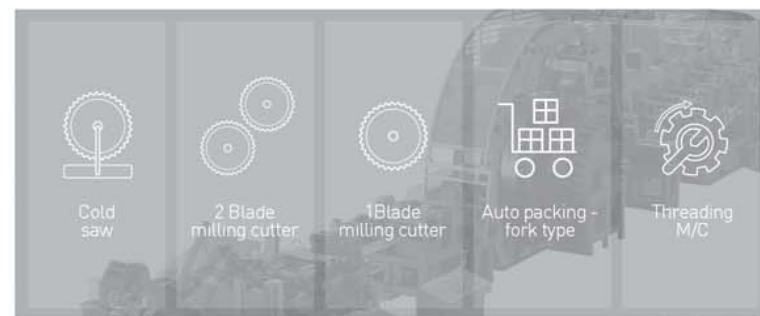 Cold
saw
2 Blade
milling cutter
1Blade
milling cutter
Auto packing -
fork type
Threading
M/C